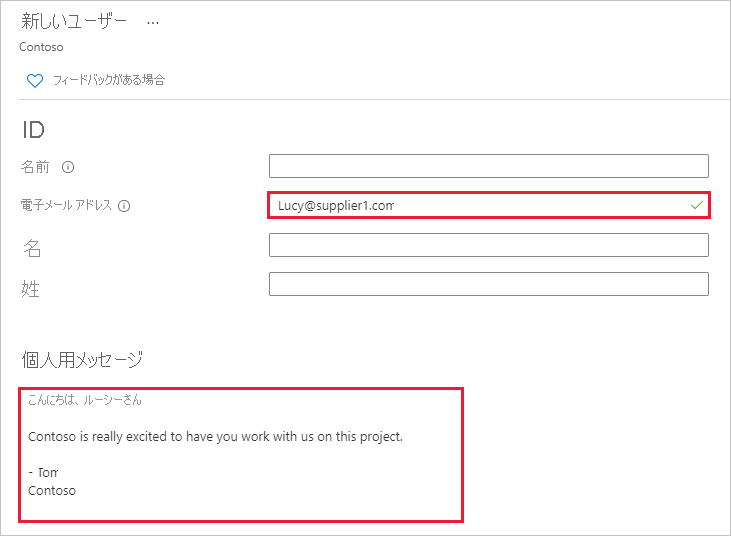 新しいユーザー ...
Contoso
フィードバックがある場合
ID
名前
電子メール アドレス Lucy@supplier1.com
名
姓
個人用メッセージ
こんにちは、ルーシーさん
Contoso is really excited to have you work with us on this project.
- Tom
Contoso